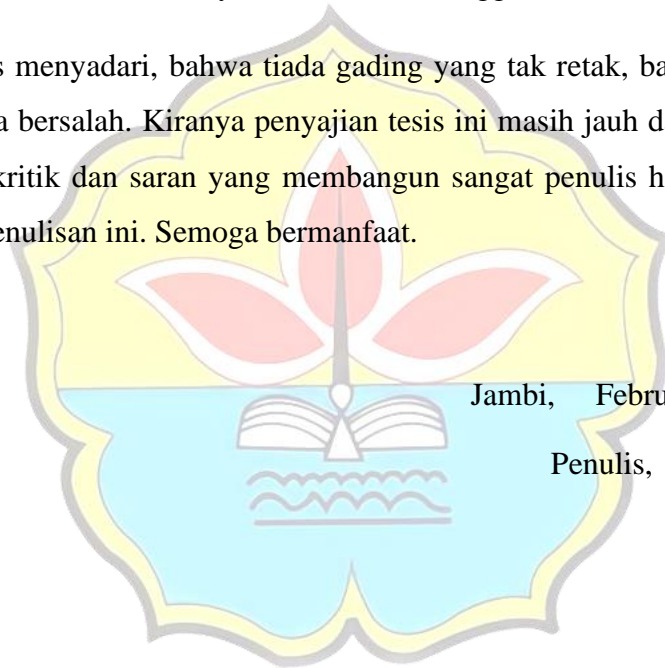 s menyadari, bahwa tiada gading yang tak retak, ba
a bersalah. Kiranya penyajian tesis ini masih jauh d
kritik dan saran yang membangun sangat penulis h
enulisan ini. Semoga bermanfaat.
Jambi, Febru
Penulis,